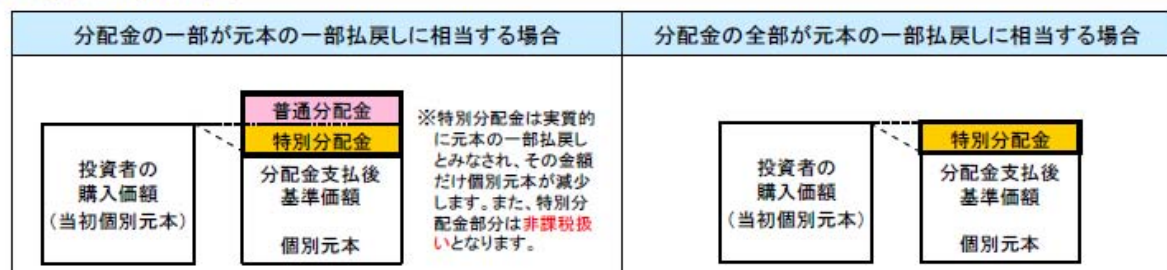 分配金の一部が元本の一部払戻しに相当する場合
投資者の
購入価額
(当初個別元本)
普通分配金
特別分配金
分配金支払後
基準価額
個別元本
※特別分配金は実質的
に元本の一部払戻し
とみなされ、その金額
だけ個別元本が減少
します。また、特別分
配金部分は非課税扱
いとなります。
分配金の全部が元本の一部払戻しに相当する場合
投資者の
購入価額
(当初個別元本)
特別分配金
分配金支払後
基準価額
個別元本